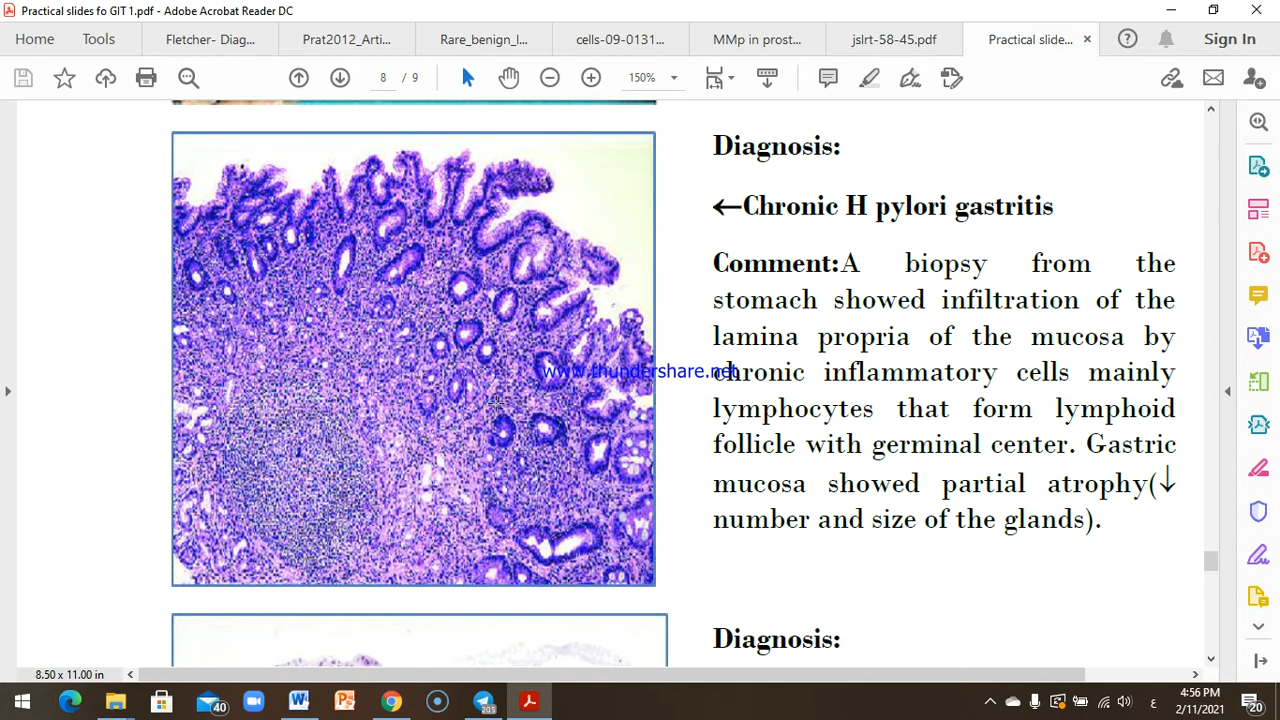 Practical slides fo GIT 1.pdf - Adobe Acrobat Reader DC
Home Tools Fletcher- Diag... Prat2012_Arti... Rare_benign_l... cells-09-0131... MMp in prost... jslrt-58-45.pdf Practical slide... × Sign In
8 / 9 150%
Diagnosis:
←Chronic H pylori gastritis
Comment:A biopsy from the
stomach showed infiltration of the
lamina propria of the mucosa by
www.thundershare.net
chronic inflammatory cells mainly
lymphocytes that form lymphoid
follicle with germinal center. Gastric
mucosa showed partial atrophy(↓
number and size of the glands).
Diagnosis:
8.50 x 11.00 in
40 205 ع 4:56 PM
2/11/2021 20